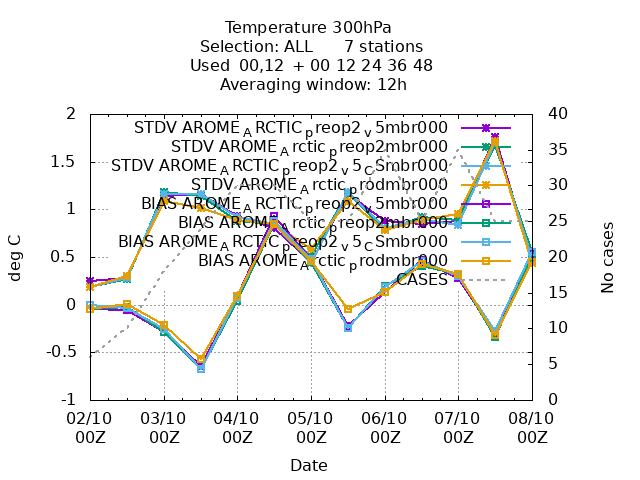 Temperature 300hPa
Selection: ALL      7 stations
Used  00,12  + 00 12 24 36 48
Averaging window: 12h
STDV AROME_ARCTIC_preop2_v5mbr000
STDV AROME_Arctic_preop2mbr000
STDV AROME_ARCTIC_preop2_v5_cSmbr000
STDV AROME_Arctic_prodmbr000
BIAS AROME_ARCTIC_preop2_v5mbr000
BIAS AROME_Arctic_preop2mbr000
BIAS AROME_ARCTIC_preop2_v5_CSmbr000
BIAS AROME_Arctic_prodmbr000
CASES
2
1.5
1
0.5
0
-0.5
-1
deg C
40
35
30
25
20
15
10
5
0
No cases
02/10 03/10 04/10 05/10 06/10 07/10 08/10
00Z 00Z 00Z 00Z 00Z 00Z 00Z
Date